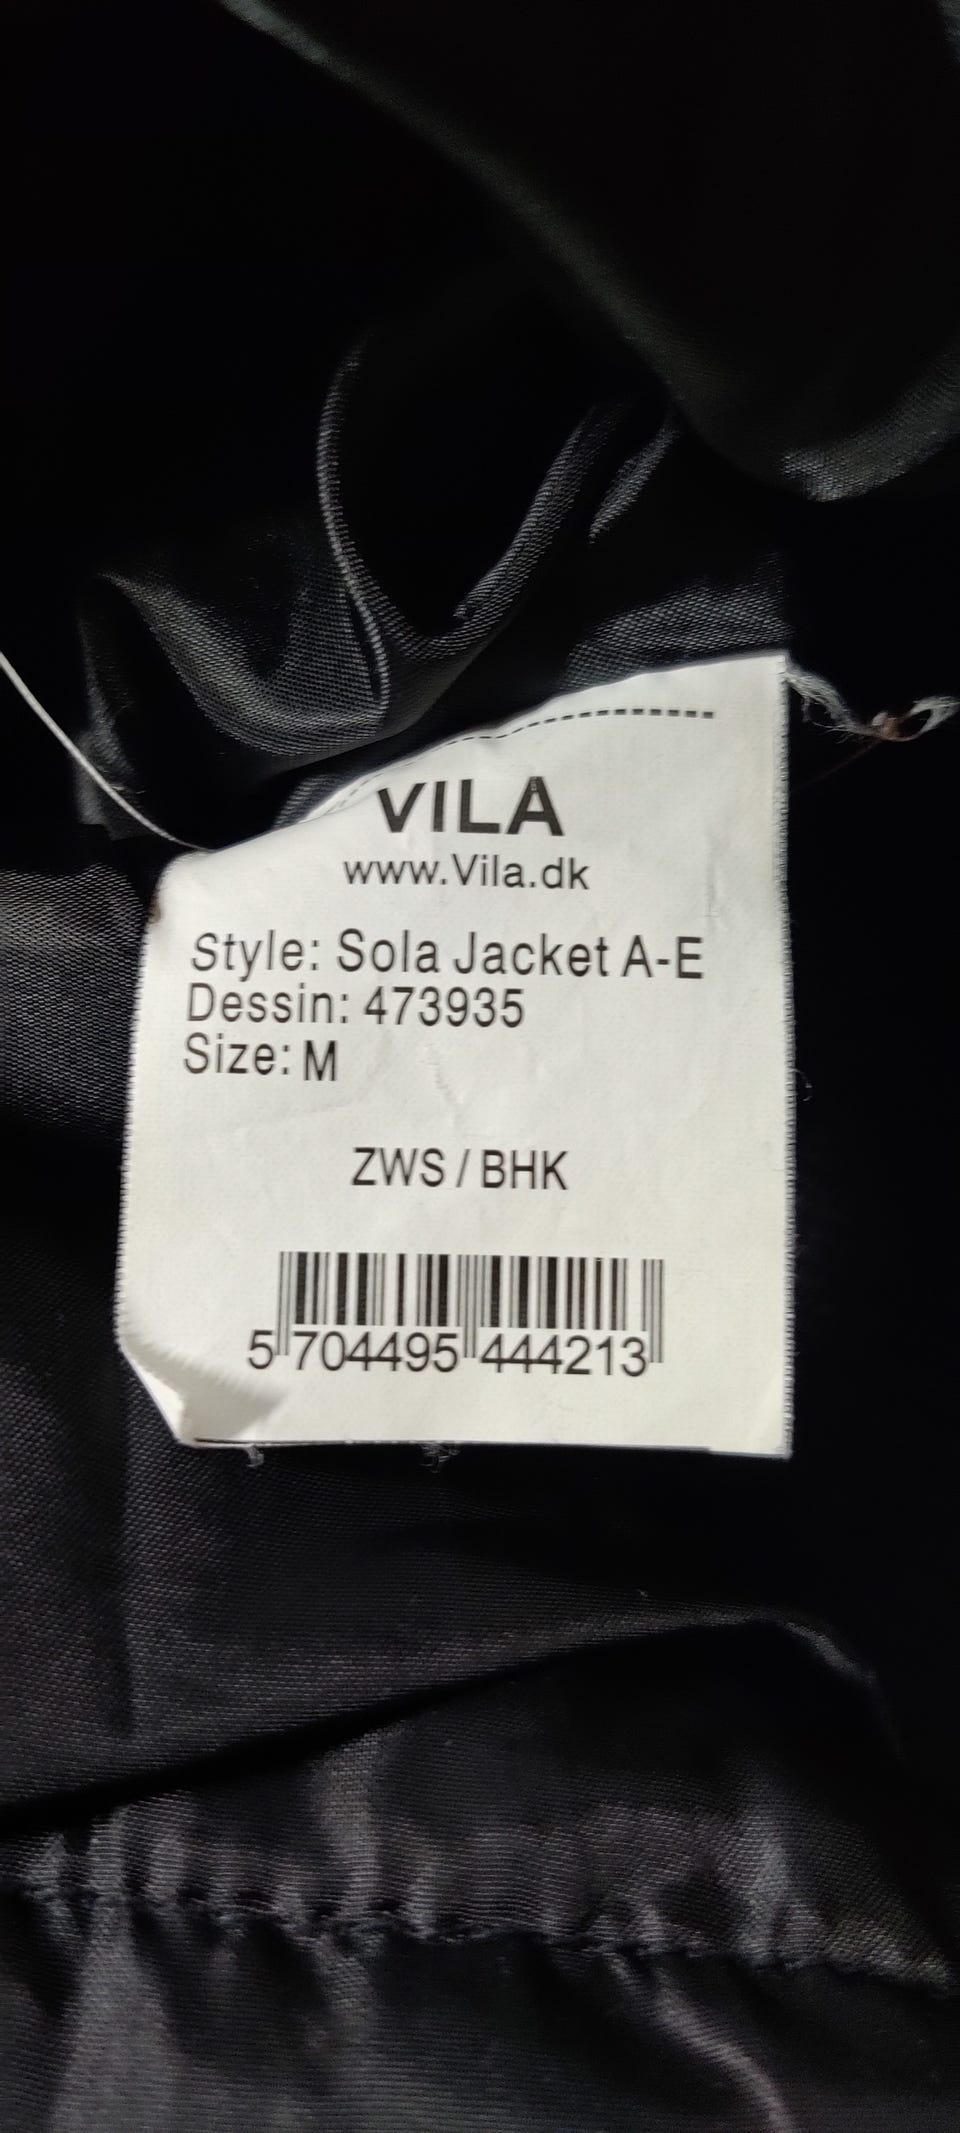 VILA
www.Vila.dk
Style: Sola Jacket A-E
Dessin: 473935
Size: M
ZWS / BHK
5 704495 444213